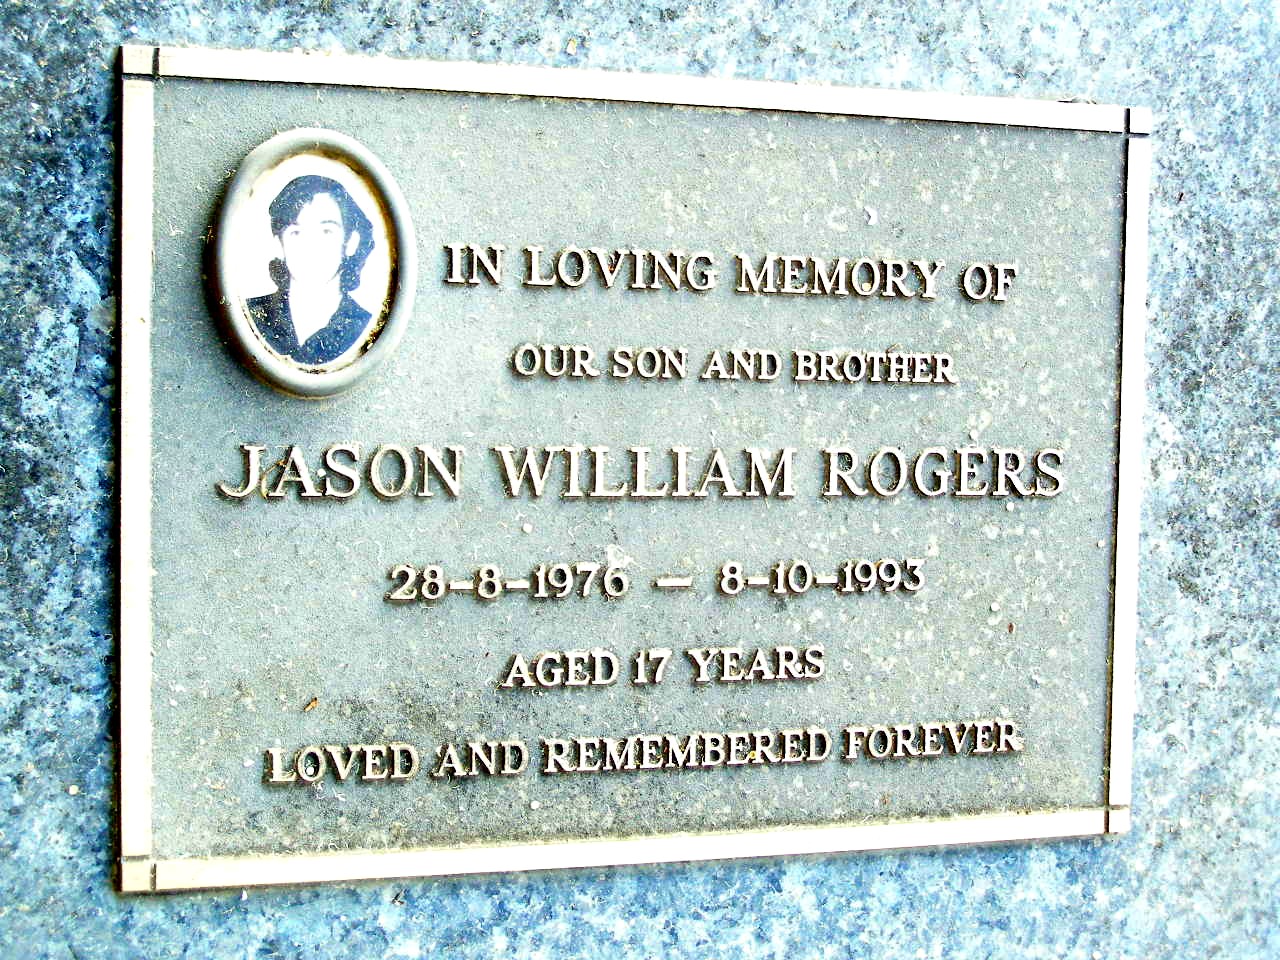 IN LOVING MEMORY OF
OUR SON AND BROTHER
JASON WILLIAM ROGERS
28-8-1976 — 8-10-1993
AGED 17 YEARS
LOVED AND REMEMBERED FOREVER